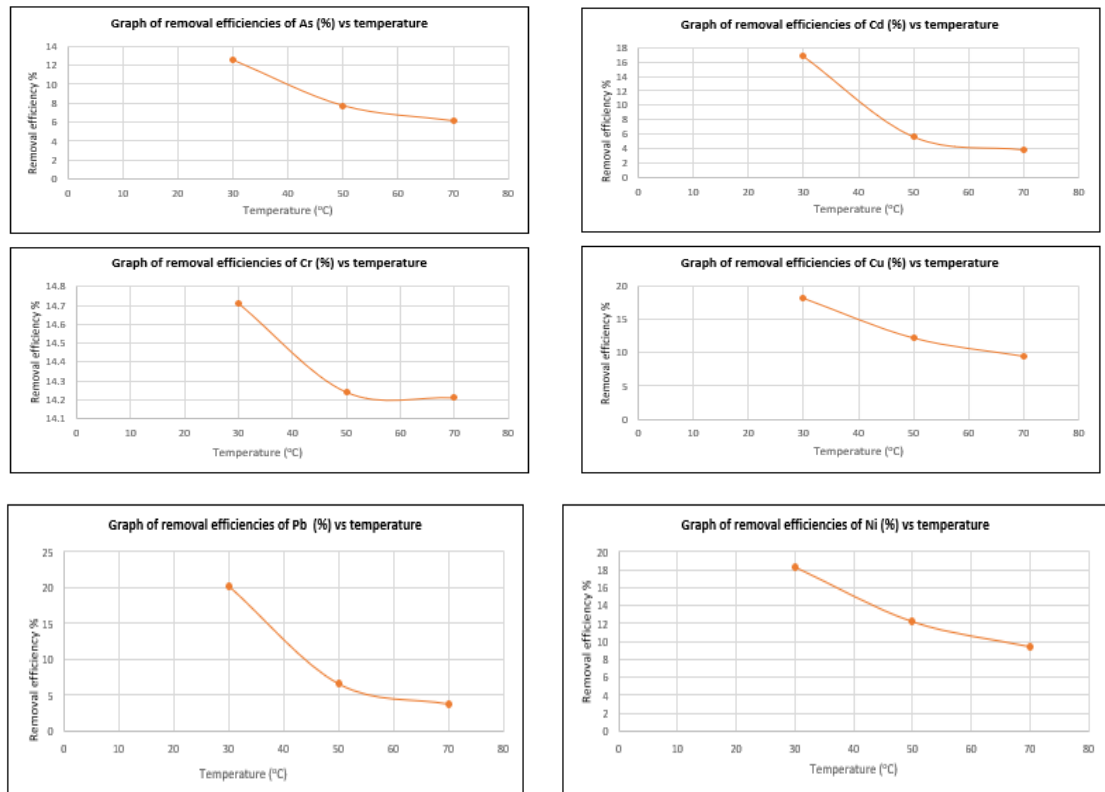 Graph of removal efficiencies of As (%) vs temperature
Removal efficiency %
14
12
10
8
6
4
2
0
0 10 20 30 40 50 60 70 80
Temperature (°C)
Graph of removal efficiencies of Cd (%) vs temperature
Removal efficiency %
18
16
14
12
10
8
6
4
2
0
0 10 20 30 40 50 60 70 80
Temperature (°C)
Graph of removal efficiencies of Cr (%) vs temperature
Removal efficiency %
14.8
14.7
14.6
14.5
14.4
14.3
14.2
14.1
0 10 20 30 40 50 60 70 80
Temperature (°C)
Graph of removal efficiencies of Cu (%) vs temperature
Removal efficiency %
20
15
10
5
0
0 10 20 30 40 50 60 70 80
Temperature (°C)
Graph of removal efficiencies of Pb (%) vs temperature
Removal efficiency %
25
20
15
10
5
0
0 10 20 30 40 50 60 70 80
Temperature (°C)
Graph of removal efficiencies of Ni (%) vs temperature
Removal efficiency %
20
18
16
14
12
10
8
6
4
2
0
0 10 20 30 40 50 60 70 80
Temperature (°C)